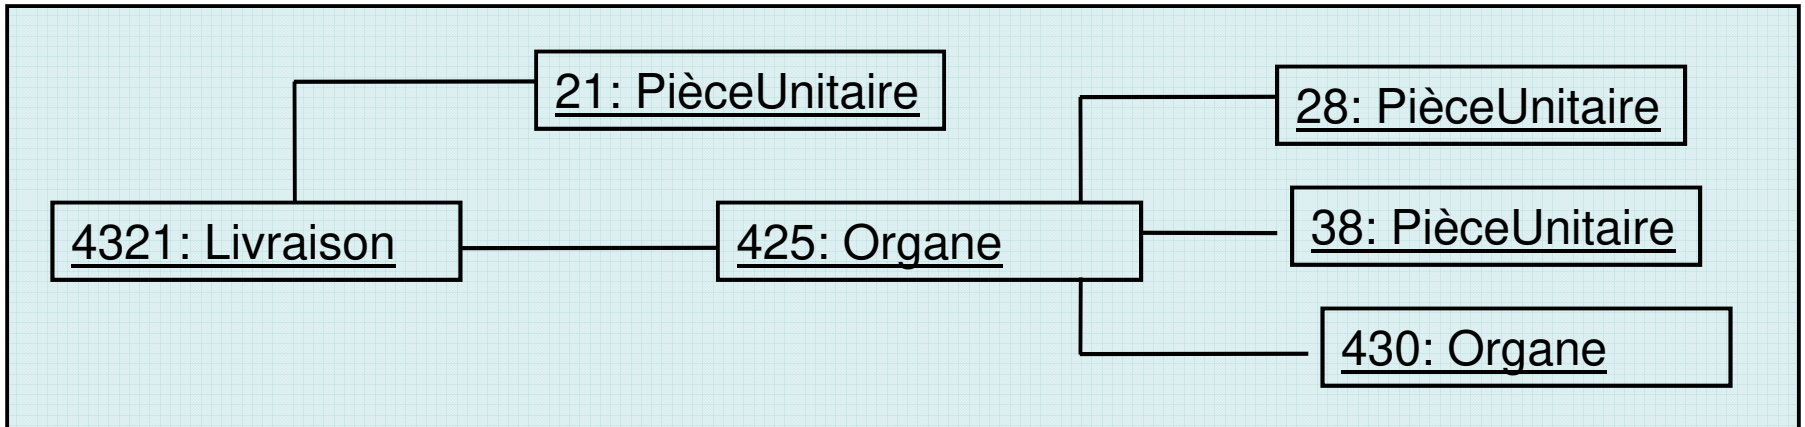 21: PièceUnitaire
28: PièceUnitaire
4321: Livraison
425: Organe
38: PièceUnitaire
430: Organe